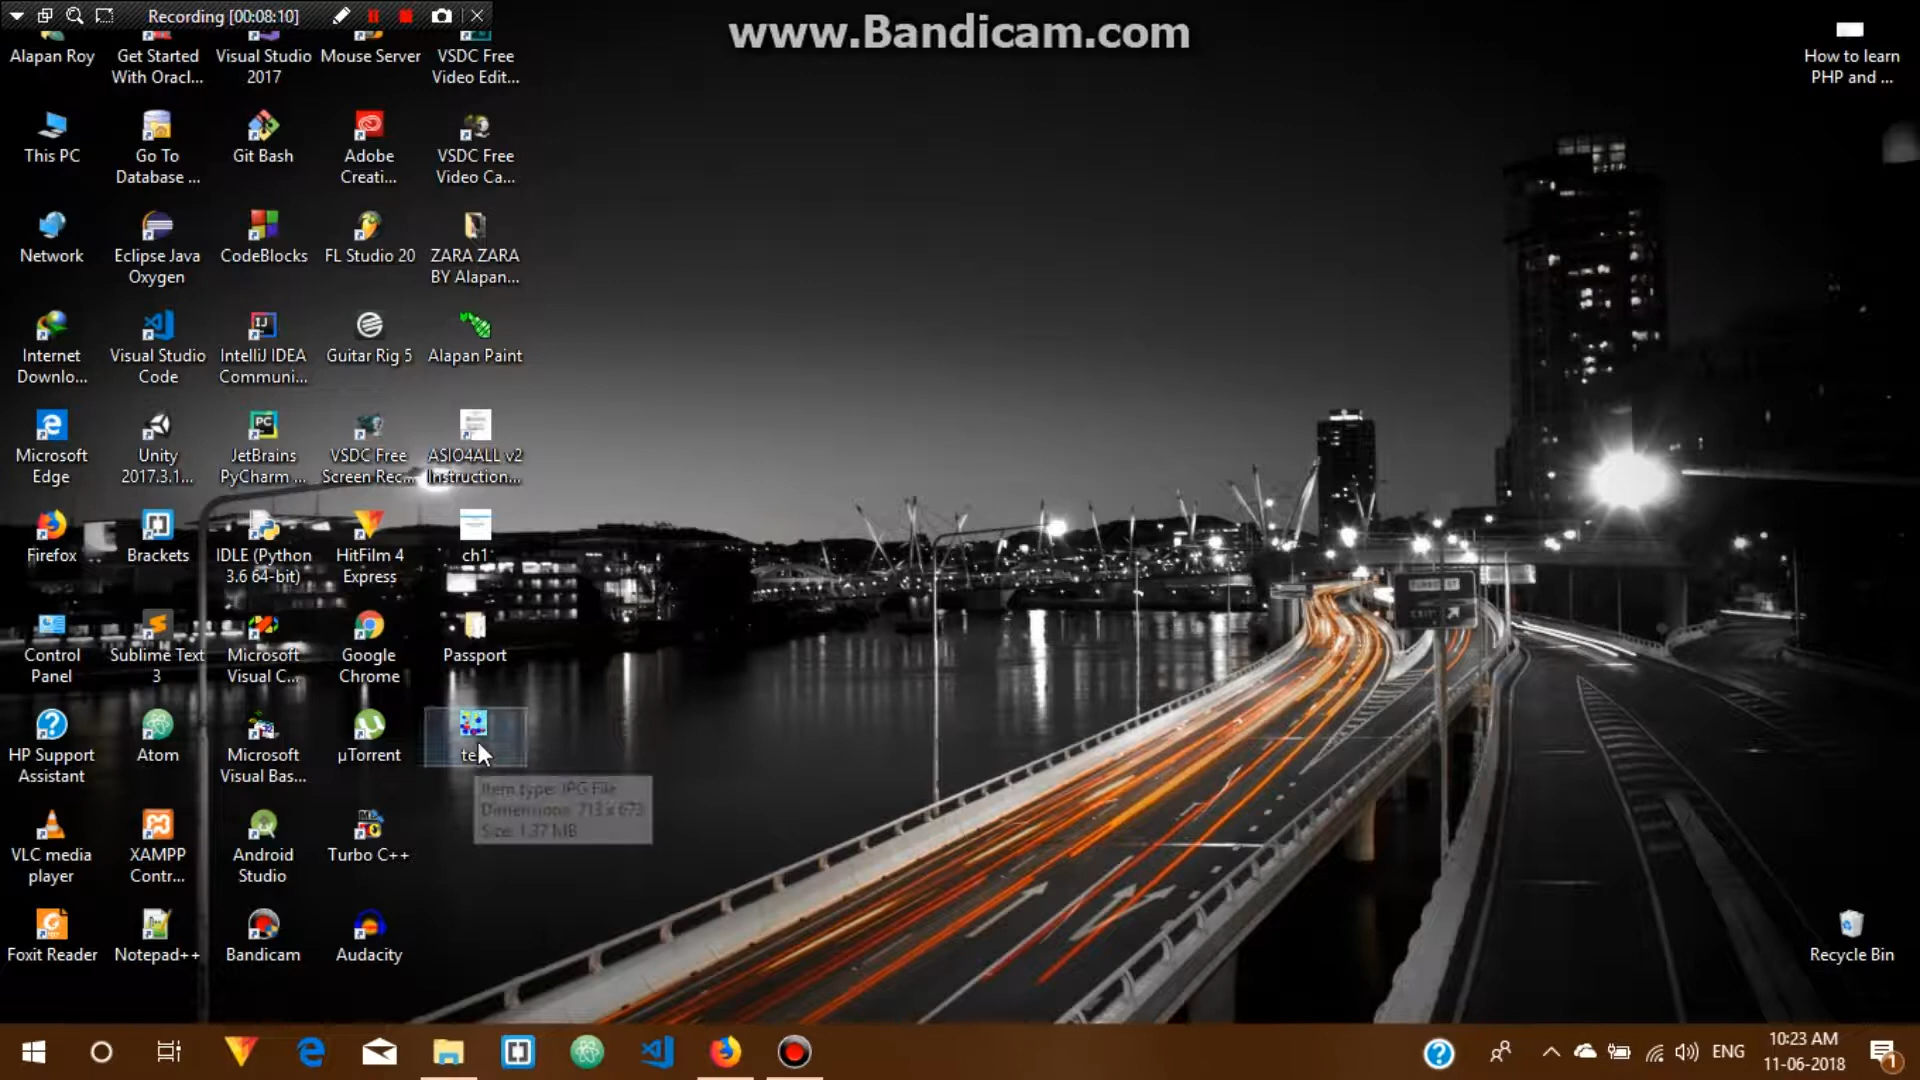 Recording [00:08:10]
www.Bandicam.com
Alapan Roy
Get Started
With Oracl...
Visual Studio
2017
Mouse Server
VSDC Free
Video Edit...
How to learn
PHP and ...
This PC
Go To
Database ...
Git Bash
Adobe
Creati...
VSDC Free
Video Ca...
Network
Eclipse Java
Oxygen
CodeBlocks
FL Studio 20
ZARA ZARA
BY Alapan...
Internet
Downlo...
Visual Studio
Code
IntelliJ IDEA
Communi...
Guitar Rig 5
Alapan Paint
Microsoft
Edge
Unity
2017.3.1...
JetBrains
PyCharm ...
VSDC Free
Screen Rec...
ASIO4ALL v2
Instruction...
Firefox
Brackets
IDLE (Python
3.6 64-bit)
HitFilm 4
Express
ch1
Control
Panel
Sublime Text
3
Microsoft
Visual C...
Google
Chrome
Passport
HP Support
Assistant
Atom
Microsoft
Visual Bas...
µTorrent
Item type: JPG File
Dimensions: 713 x 673
Size: 1.37 MB
VLC media
player
XAMPP
Contr...
Android
Studio
Turbo C++
Foxit Reader
Notepad++
Bandicam
Audacity
Recycle Bin
ENG
10:23 AM
11-06-2018
1